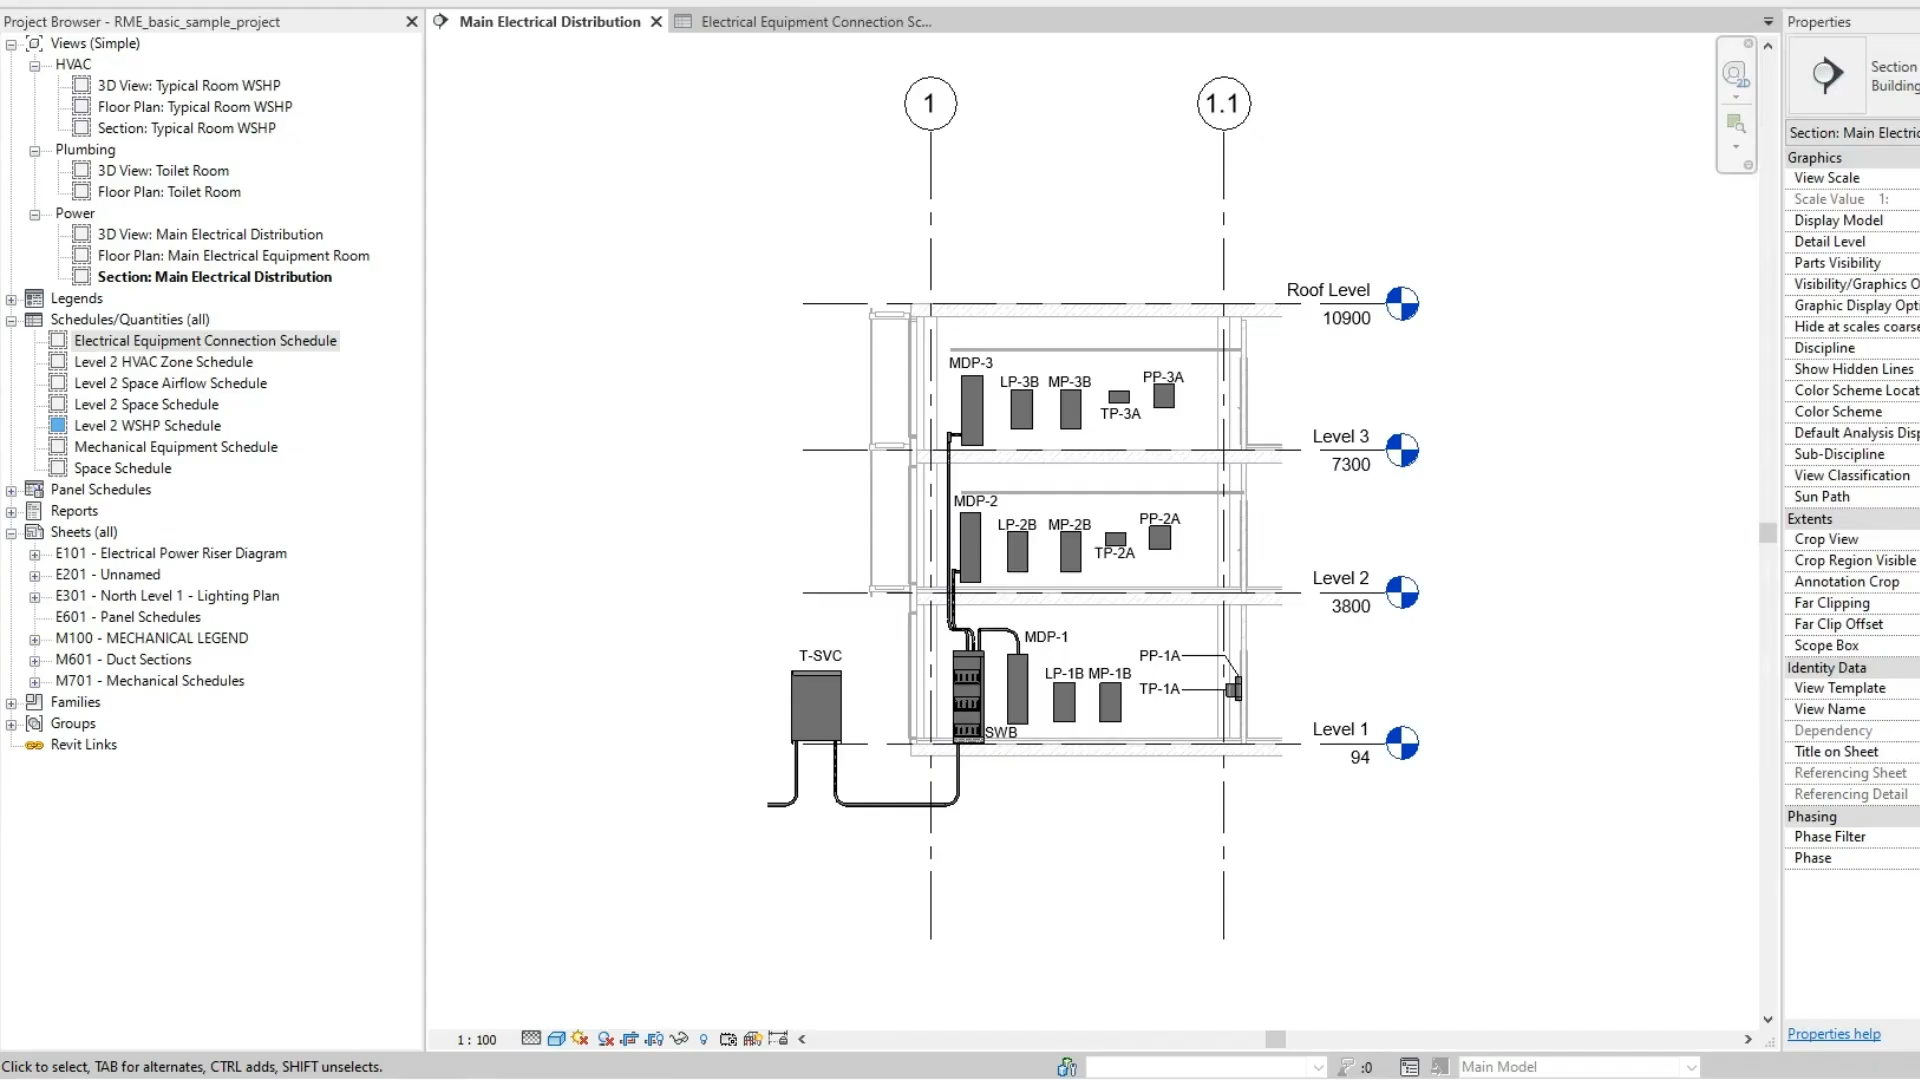 Project Browser - RME_basic_sample_project
Views (Simple)
HVAC
3D View: Typical Room WSHP
Floor Plan: Typical Room WSHP
Section: Typical Room WSHP
Plumbing
3D View: Toilet Room
Floor Plan: Toilet Room
Power
3D View: Main Electrical Distribution
Floor Plan: Main Electrical Equipment Room
Section: Main Electrical Distribution
Legends
Schedules/Quantities (all)
Electrical Equipment Connection Schedule
Level 2 HVAC Zone Schedule
Level 2 Space Airflow Schedule
Level 2 Space Schedule
Level 2 WSHP Schedule
Mechanical Equipment Schedule
Space Schedule
Panel Schedules
Reports
Sheets (all)
E101 - Electrical Power Riser Diagram
E201 - Unnamed
E301 - North Level 1 - Lighting Plan
E601 - Panel Schedules
M100 - MECHANICAL LEGEND
M601 - Duct Sections
M701 - Mechanical Schedules
Families
Groups
Revit Links
Main Electrical Distribution
Electrical Equipment Connection Sc...
2D
1
1.1
Roof Level
10900
MDP-3
LP-3B MP-3B
PP-3A
TP-3A
Level 3
7300
MDP-2
LP-2B MP-2B
PP-2A
TP-2A
Level 2
3800
MDP-1
T-SVC
PP-1A
LP-1B MP-1B
TP-1A
SWB
Level 1
94
1 : 100
Properties
Section
Building
Section: Main Electric
Graphics
View Scale
Scale Value 1:
Display Model
Detail Level
Parts Visibility
Visibility/Graphics O
Graphic Display Opti
Hide at scales coarse
Discipline
Show Hidden Lines
Color Scheme Locat
Color Scheme
Default Analysis Disp
Sub-Discipline
View Classification
Sun Path
Extents
Crop View
Crop Region Visible
Annotation Crop
Far Clipping
Far Clip Offset
Scope Box
Identity Data
View Template
View Name
Dependency
Title on Sheet
Referencing Sheet
Referencing Detail
Phasing
Phase Filter
Phase
Properties help
Click to select, TAB for alternates, CTRL adds, SHIFT unselects.
:0
Main Model